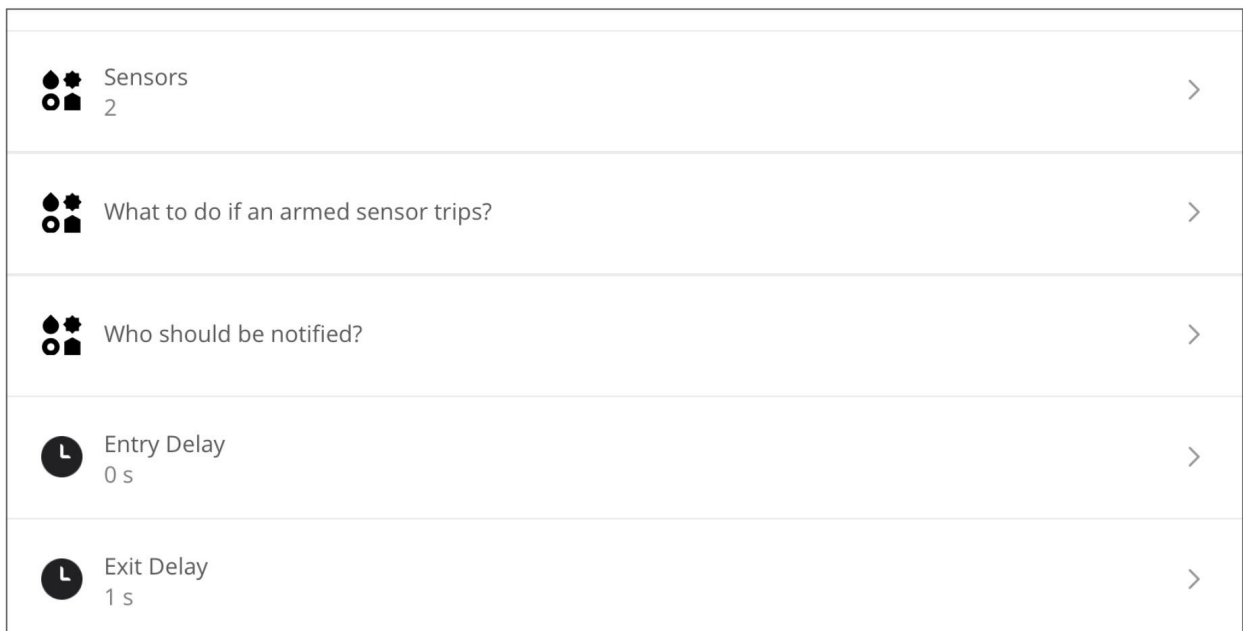 Sensors
2
What to do if an armed sensor trips?
Who should be notified?
Entry Delay
0 s
Exit Delay
1 s